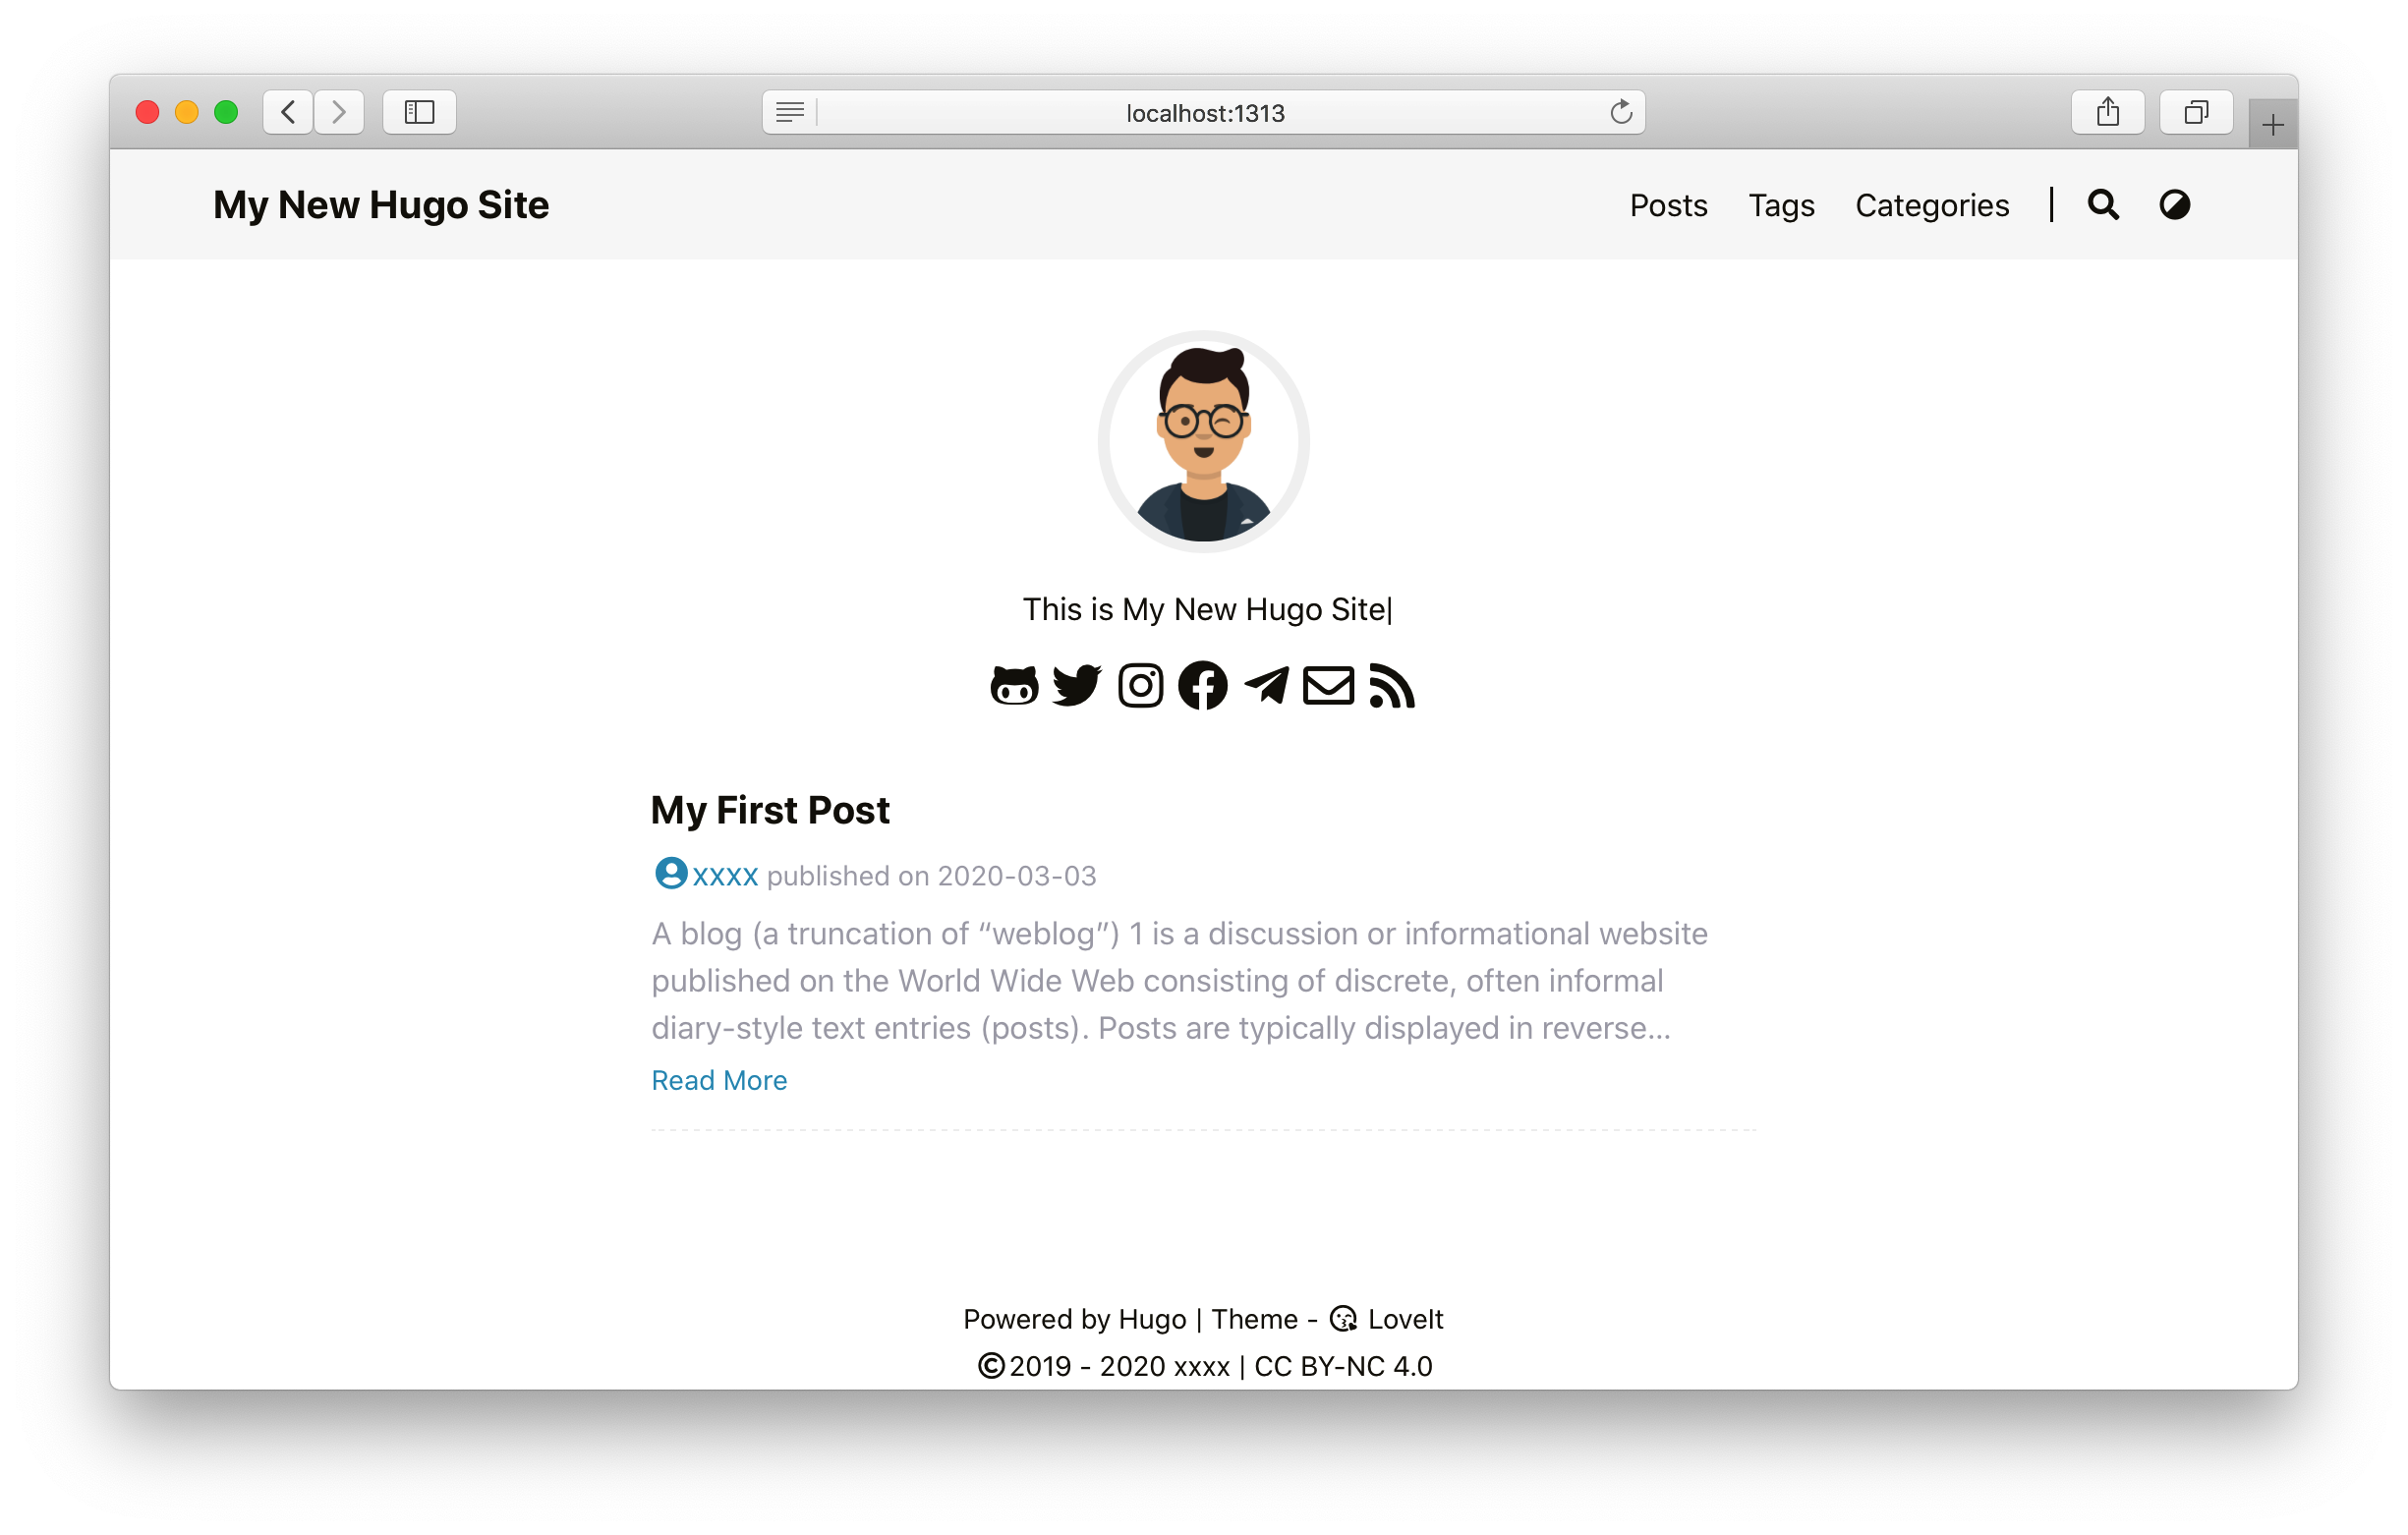 localhost:1313
My New Hugo Site
Posts Tags Categories |
This is My New Hugo Site|
My First Post
xxxx published on 2020-03-03
A blog (a truncation of “weblog”) 1 is a discussion or informational website
published on the World Wide Web consisting of discrete, often informal
diary-style text entries (posts). Posts are typically displayed in reverse...
Read More
Powered by Hugo | Theme - LoveIt
©2019 - 2020 xxxx | CC BY-NC 4.0